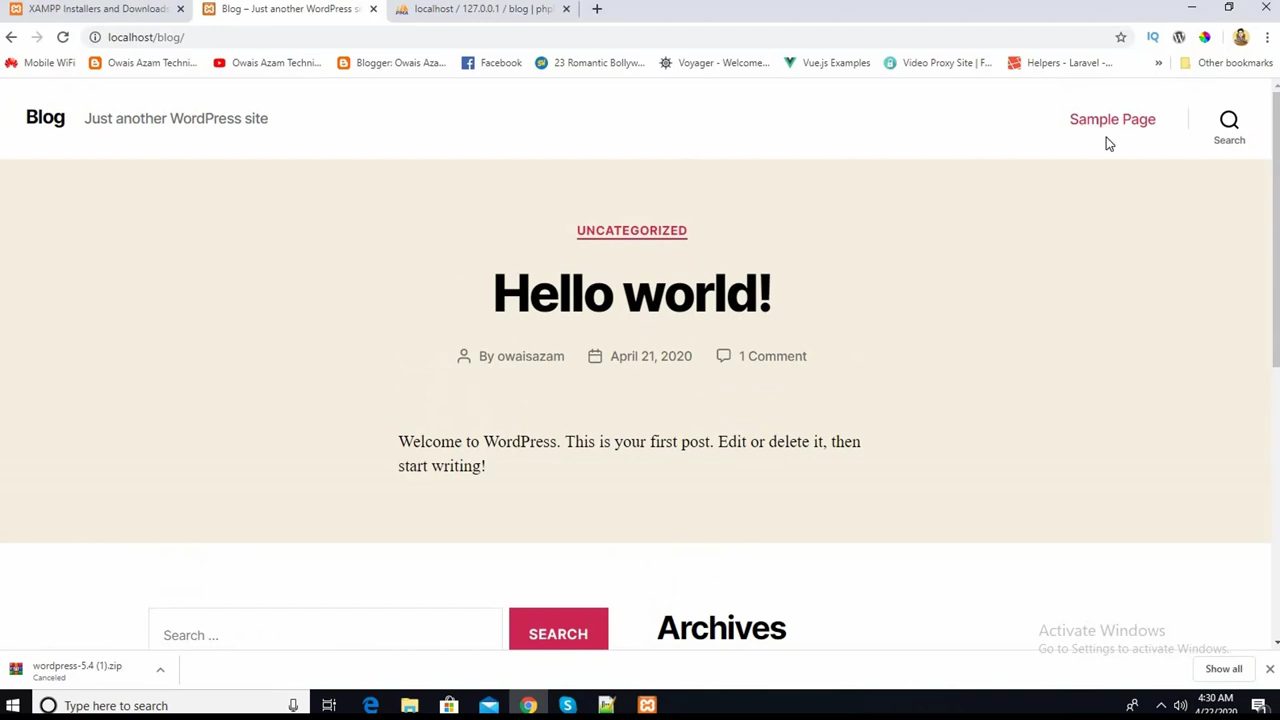 XAMPP Installers and Downloads
Blog – Just another WordPress s
localhost / 127.0.0.1 / blog | php
localhost/blog/
Mobile WiFi
Owais Azam Techni...
Owais Azam Techni...
Blogger: Owais Aza...
Facebook
23 Romantic Bollyw...
Voyager - Welcome...
Vue.js Examples
Video Proxy Site | F...
Helpers - Laravel -...
»
Other bookmarks
Blog
Just another WordPress site
Sample Page
Search
UNCATEGORIZED
Hello world!
By owaisazam
April 21, 2020
1 Comment
Welcome to WordPress. This is your first post. Edit or delete it, then
start writing!
Search ...
SEARCH
Archives
Activate Windows
Go to Settings to activate Windows.
wordpress-5.4 (1).zip
Canceled
Show all
Type here to search
4:30 AM
4/22/2020